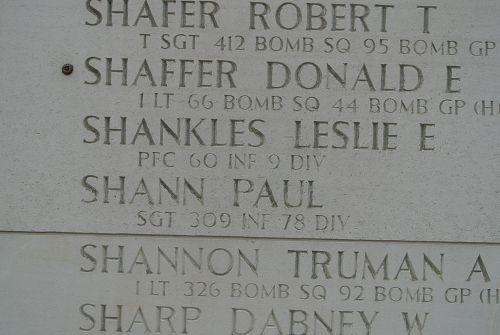 SHAFER ROBERT T
T SGT 412 BOMB SQ 95 BOMB GP
SHAFFER DONALD E
1 LT 66 BOMB SQ 44 BOMB GP (H)
SHANKLES LESLIE E
PFC 60 INF 9 DIV
SHANN PAUL
SGT 309 INF 78 DIV
SHANNON TRUMAN A
1 LT 326 BOMB SQ 92 BOMB GP (H
SHARP DABNEY W